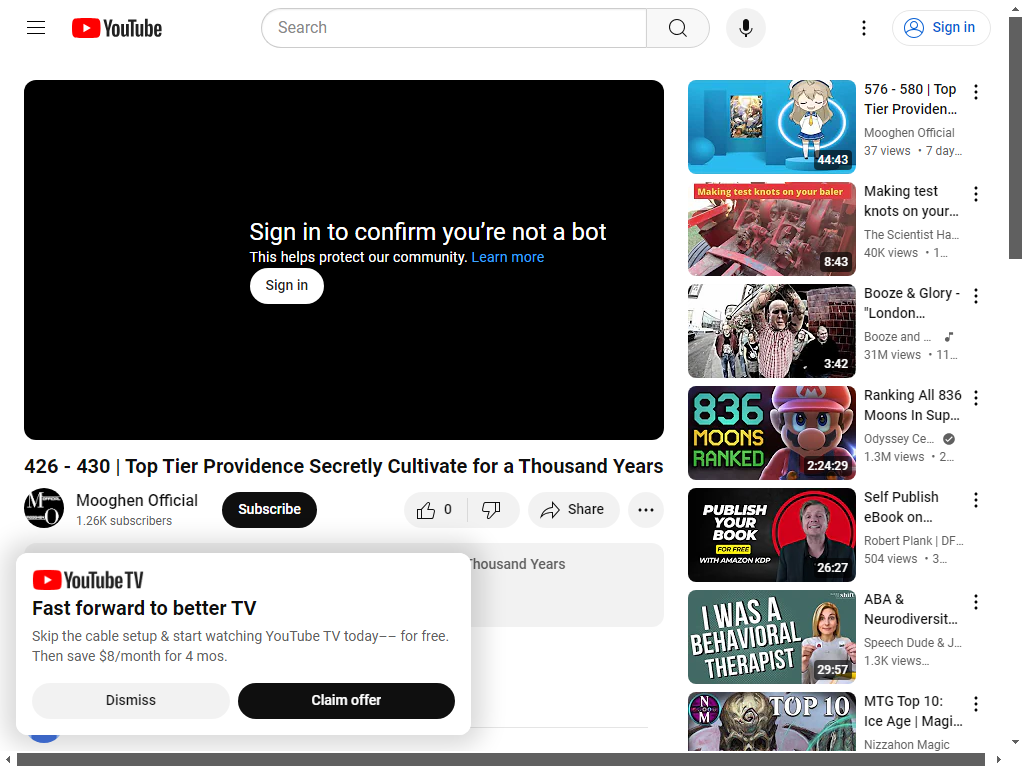 YouTube
Search
Sign in
Sign in to confirm you’re not a bot
This helps protect our community. Learn more
Sign in
426 - 430 | Top Tier Providence Secretly Cultivate for a Thousand Years
Mooghen Official
1.26K subscribers
Subscribe
0
Share
Thousand Years
YouTube TV
Fast forward to better TV
Skip the cable setup & start watching YouTube TV today–– for free.
Then save $8/month for 4 mos.
Dismiss
Claim offer
44:43
576 - 580 | Top
Tier Providen…
Mooghen Official
37 views • 7 day…
Making test knots on your baler
8:43
Making test
knots on your…
The Scientist Ha…
40K views • 1…
3:42
Booze & Glory -
"London…
Booze and …
31M views • 11…
836
MOONS
RANKED
2:24:29
Ranking All 836
Moons In Sup…
Odyssey Ce…
1.3M views • 2…
PUBLISH
YOUR
BOOK
FOR FREE
WITH AMAZON KDP
26:27
Self Publish
eBook on…
Robert Plank | DF…
504 views • 3…
shift
I WAS A
BEHAVIORAL
THERAPIST
29:57
ABA &
Neurodiversit…
Speech Dude & J…
1.3K views…
N
M
TOP 10
MTG Top 10:
Ice Age | Magi…
Nizzahon Magic